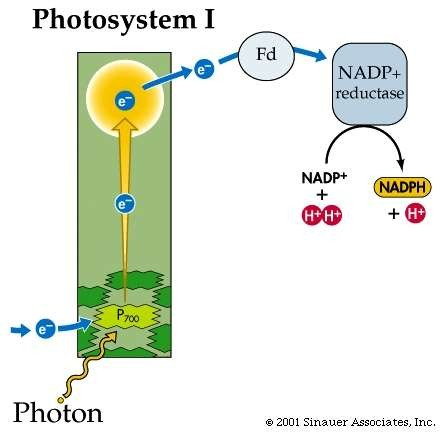 Photosystem I
e⁻
Fd
NADP+
reductase
e⁻
e⁻
NADP⁺
+
H⁺H⁺
NADPH
+ H⁺
P₇₀₀
e⁻
Photon
© 2001 Sinauer Associates, Inc.